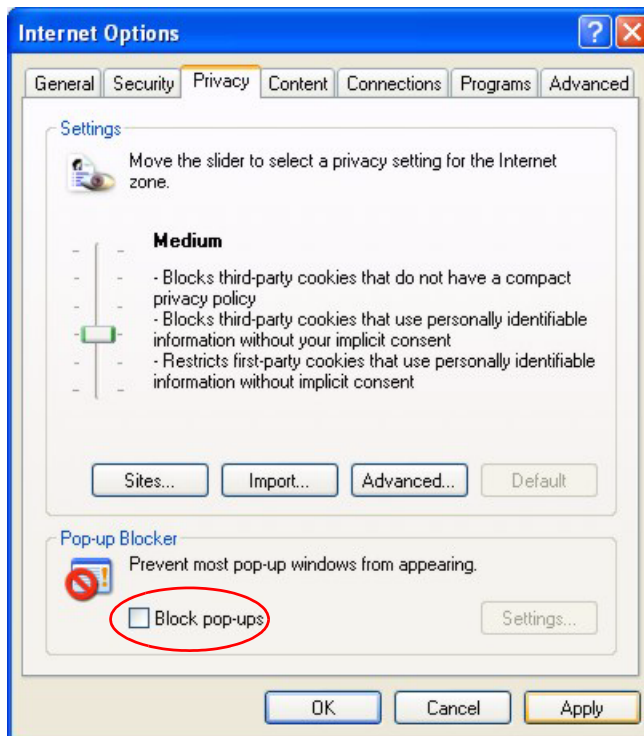 Internet Options
General Security Privacy Content Connections Programs Advanced
Settings
Move the slider to select a privacy setting for the Internet
zone.
Medium
- Blocks third-party cookies that do not have a compact
privacy policy
- Blocks third-party cookies that use personally identifiable
information without your implicit consent
- Restricts first-party cookies that use personally identifiable
information without implicit consent
Sites... Import... Advanced... Default
Pop-up Blocker
Prevent most pop-up windows from appearing.
Block pop-ups Settings...
OK Cancel Apply